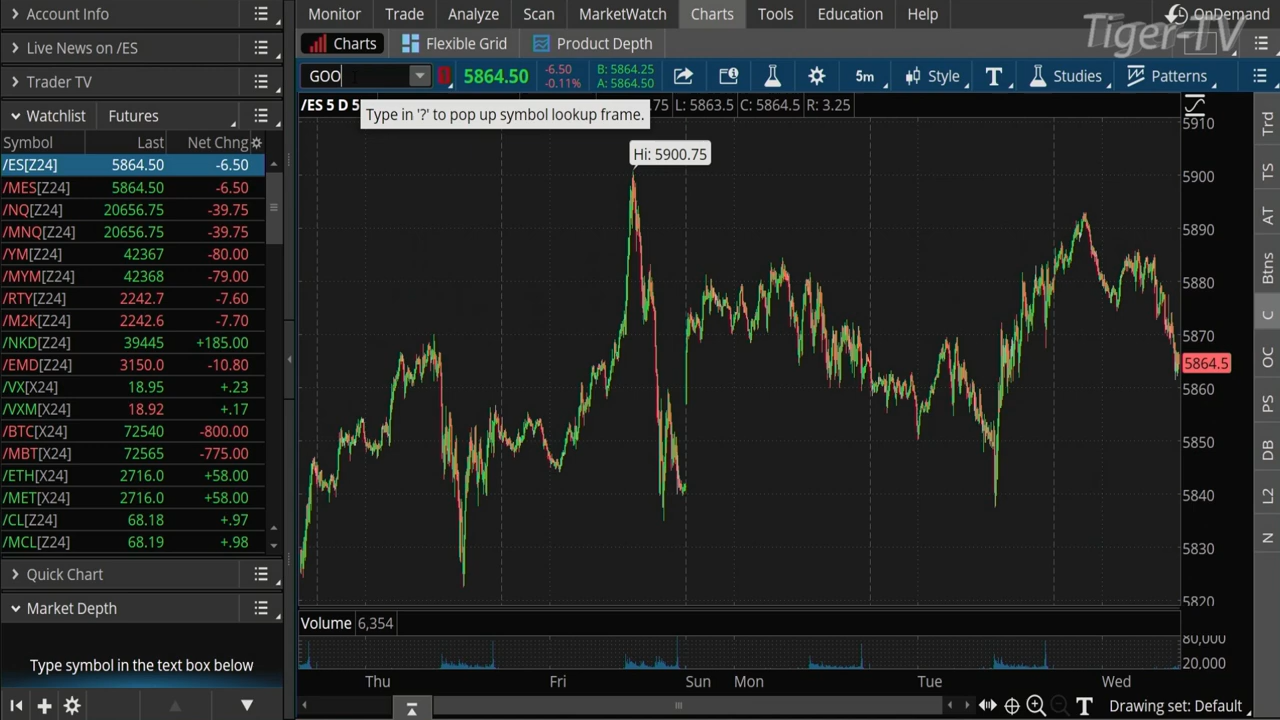 Account Info
Live News on /ES
Trader TV
Watchlist Futures
Symbol Last Net Chng
/ES[Z24] 5864.50 -6.50
/MES[Z24] 5864.50 -6.50
/NQ[Z24] 20656.75 -39.75
/MNQ[Z24] 20656.75 -39.75
/YM[Z24] 42367 -80.00
/MYM[Z24] 42368 -79.00
/RTY[Z24] 2242.7 -7.60
/M2K[Z24] 2242.6 -7.70
/NKD[Z24] 39445 +185.00
/EMD[Z24] 3150.0 -10.80
/VX[X24] 18.95 +.23
/VXM[X24] 18.92 +.17
/BTC[X24] 72540 -800.00
/MBT[X24] 72565 -775.00
/ETH[X24] 2716.0 +58.00
/MET[X24] 2716.0 +58.00
/CL[Z24] 68.18 +.97
/MCL[Z24] 68.19 +.98
Quick Chart
Market Depth
Type symbol in the text box below
Monitor Trade Analyze Scan MarketWatch Charts Tools Education Help OnDemand
Tiger-TV
Charts Flexible Grid Product Depth
GOO 5864.50 -6.50 -0.11% B: 5864.25 A: 5864.50 5m Style T Studies Patterns
/ES 5 D 5 75 L: 5863.5 C: 5864.5 R: 3.25
Type in '?' to pop up symbol lookup frame.
Hi: 5900.75
5910
5900
5890
5880
5870
5864.5
5860
5850
5840
5830
5820
Volume 6,354
80,000
20,000
Thu Fri Sun Mon Tue Wed
T Drawing set: Default
Trd
TS
AT
Btns
C
OC
PS
DB
L2
N